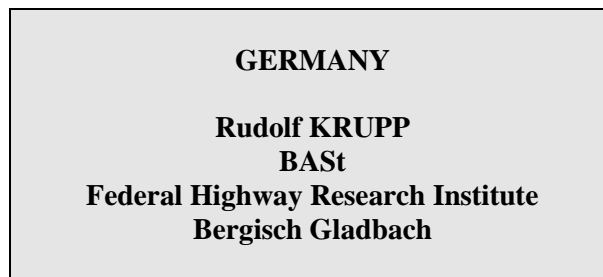 GERMANY
Rudolf KRUPP
BASt
Federal Highway Research Institute
Bergisch Gladbach